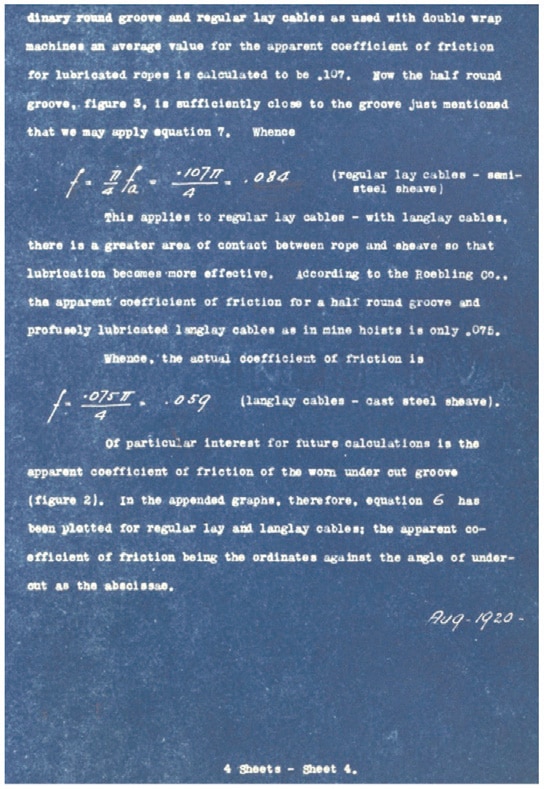 dinary round groove and regular lay cables as used with double wrap
machines an average value for the apparent coefficient of friction
for lubricated ropes is calculated to be .107. Now the half round
groove, figure 3, is sufficiently close to the groove just mentioned
that we may apply equation 7. Whence
f = π/4 fa = .107π/4 = .084 (regular lay cables - semi-
steel sheave)
This applies to regular lay cables - with langlay cables,
there is a greater area of contact between rope and sheave so that
lubrication becomes more effective. According to the Roebling Co.,
the apparent coefficient of friction for a half round groove and
profusely lubricated langlay cables as in mine hoists is only .075.
Whence, the actual coefficient of friction is
f = .075π/4 = .059 (langlay cables - cast steel sheave).
Of particular interest for future calculations is the
apparent coefficient of friction of the worn under cut groove
(figure 2). In the appended graphs, therefore, equation 6 has
been plotted for regular lay and langlay cables; the apparent co-
efficient of friction being the ordinates against the angle of under-
cut as the abscissae.
Aug-1920-
4 Sheets - Sheet 4.